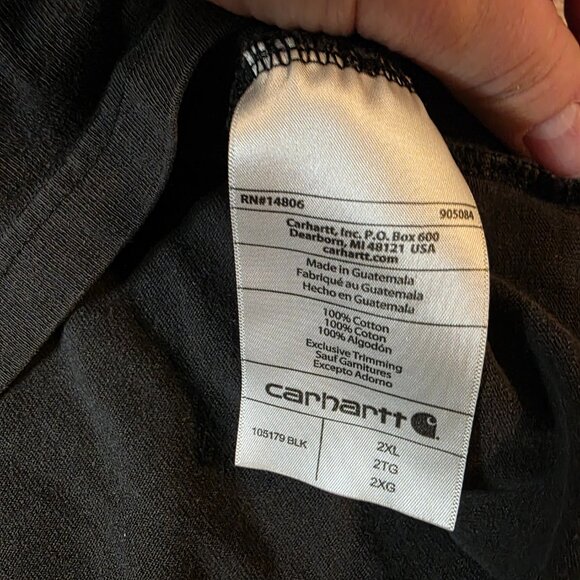 RN#14806
905084
Carhartt, Inc. P.O. Box 600
Dearborn, MI 48121 USA
carhartt.com
Made in Guatemala
Fabriqué au Guatemala
Hecho en Guatemala
100% Cotton
100% Coton
100% Algodón
Exclusive Trimming
Sauf Garnitures
Excepto Adorno
carhartt
105179 BLK
2XL
2TG
2XG